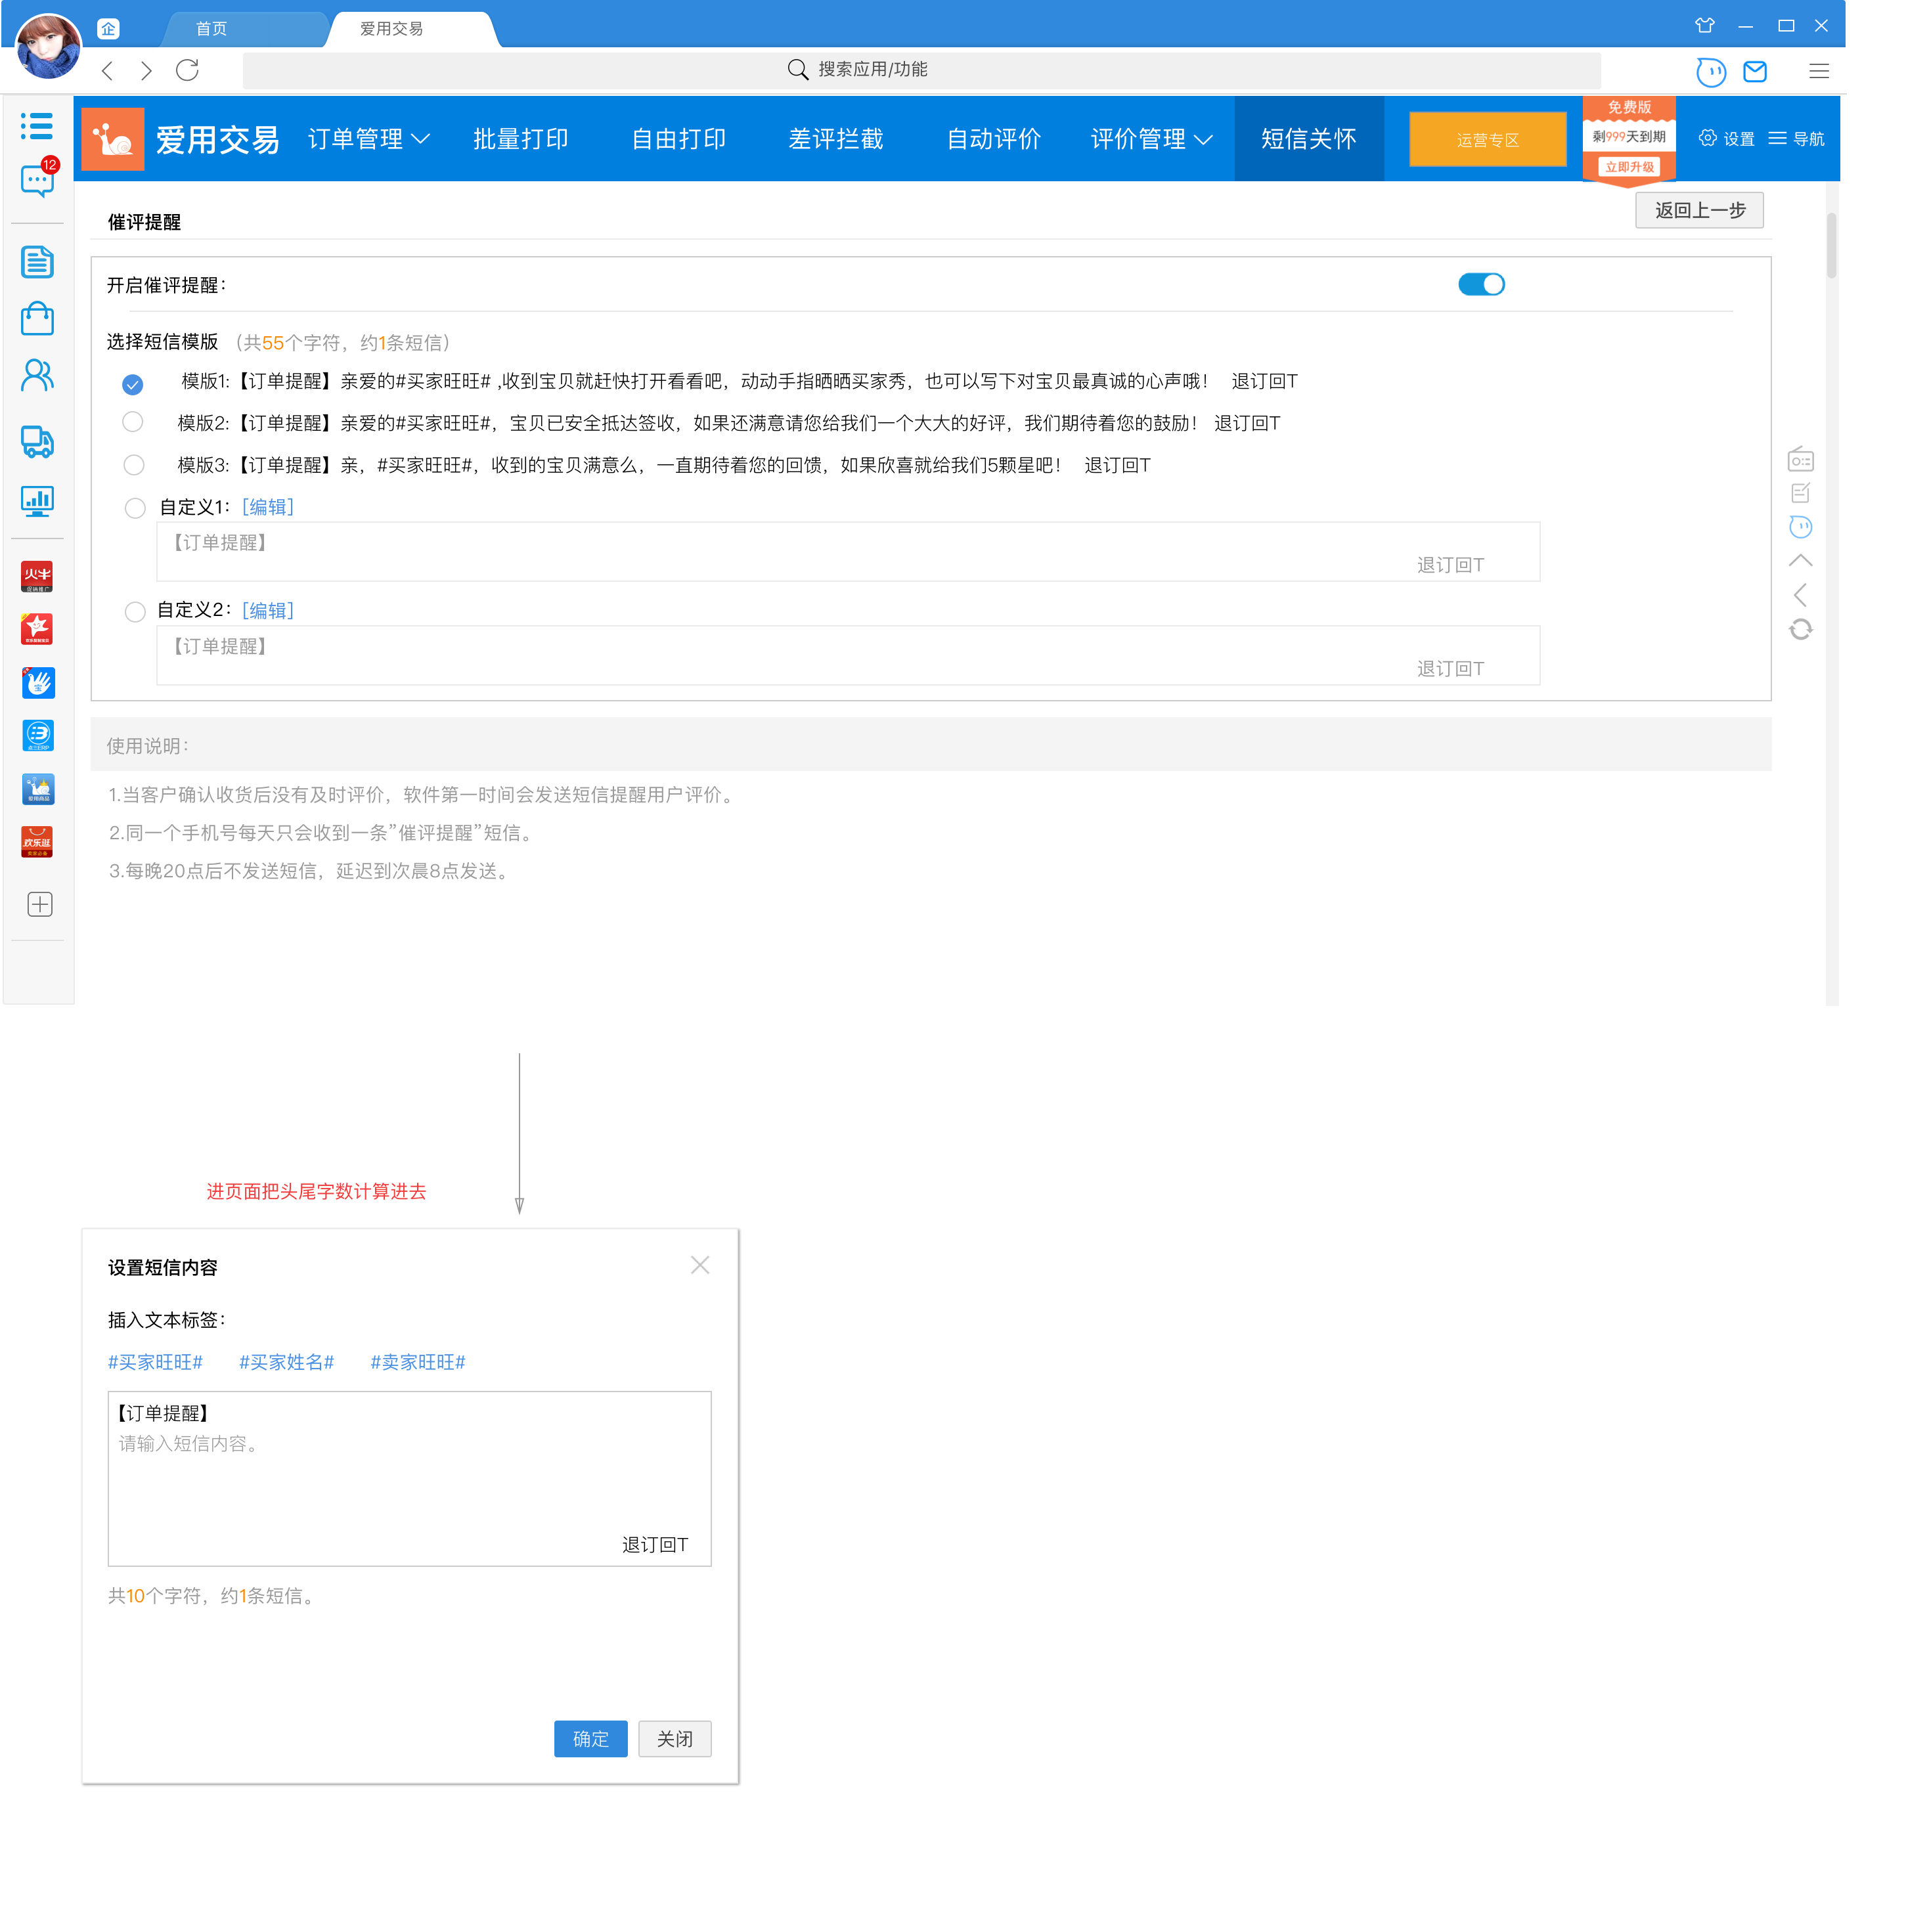 企
首页
爱用交易
搜索应用/功能
12
爱用交易
订单管理
批量打印
自由打印
差评拦截
自动评价
评价管理
短信关怀
运营专区
免费版
剩999天到期
立即升级
设置
导航
催评提醒
返回上一步
开启催评提醒：
选择短信模版 （共55个字符，约1条短信）
模版1:【订单提醒】亲爱的#买家旺旺# ,收到宝贝就赶快打开看看吧，动动手指晒晒买家秀，也可以写下对宝贝最真诚的心声哦！ 退订回T
模版2:【订单提醒】亲爱的#买家旺旺#，宝贝已安全抵达签收，如果还满意请您给我们一个大大的好评，我们期待着您的鼓励！ 退订回T
模版3:【订单提醒】亲，#买家旺旺#，收到的宝贝满意么，一直期待着您的回馈，如果欣喜就给我们5颗星吧！ 退订回T
自定义1：[编辑]
【订单提醒】
退订回T
自定义2：[编辑]
【订单提醒】
退订回T
火牛
宝
爱用商品
欢乐逛
使用说明：
1.当客户确认收货后没有及时评价，软件第一时间会发送短信提醒用户评价。
2.同一个手机号每天只会收到一条”催评提醒”短信。
3.每晚20点后不发送短信，延迟到次晨8点发送。
进页面把头尾字数计算进去
设置短信内容
插入文本标签：
#买家旺旺# #买家姓名# #卖家旺旺#
【订单提醒】
请输入短信内容。
退订回T
共10个字符，约1条短信。
确定
关闭